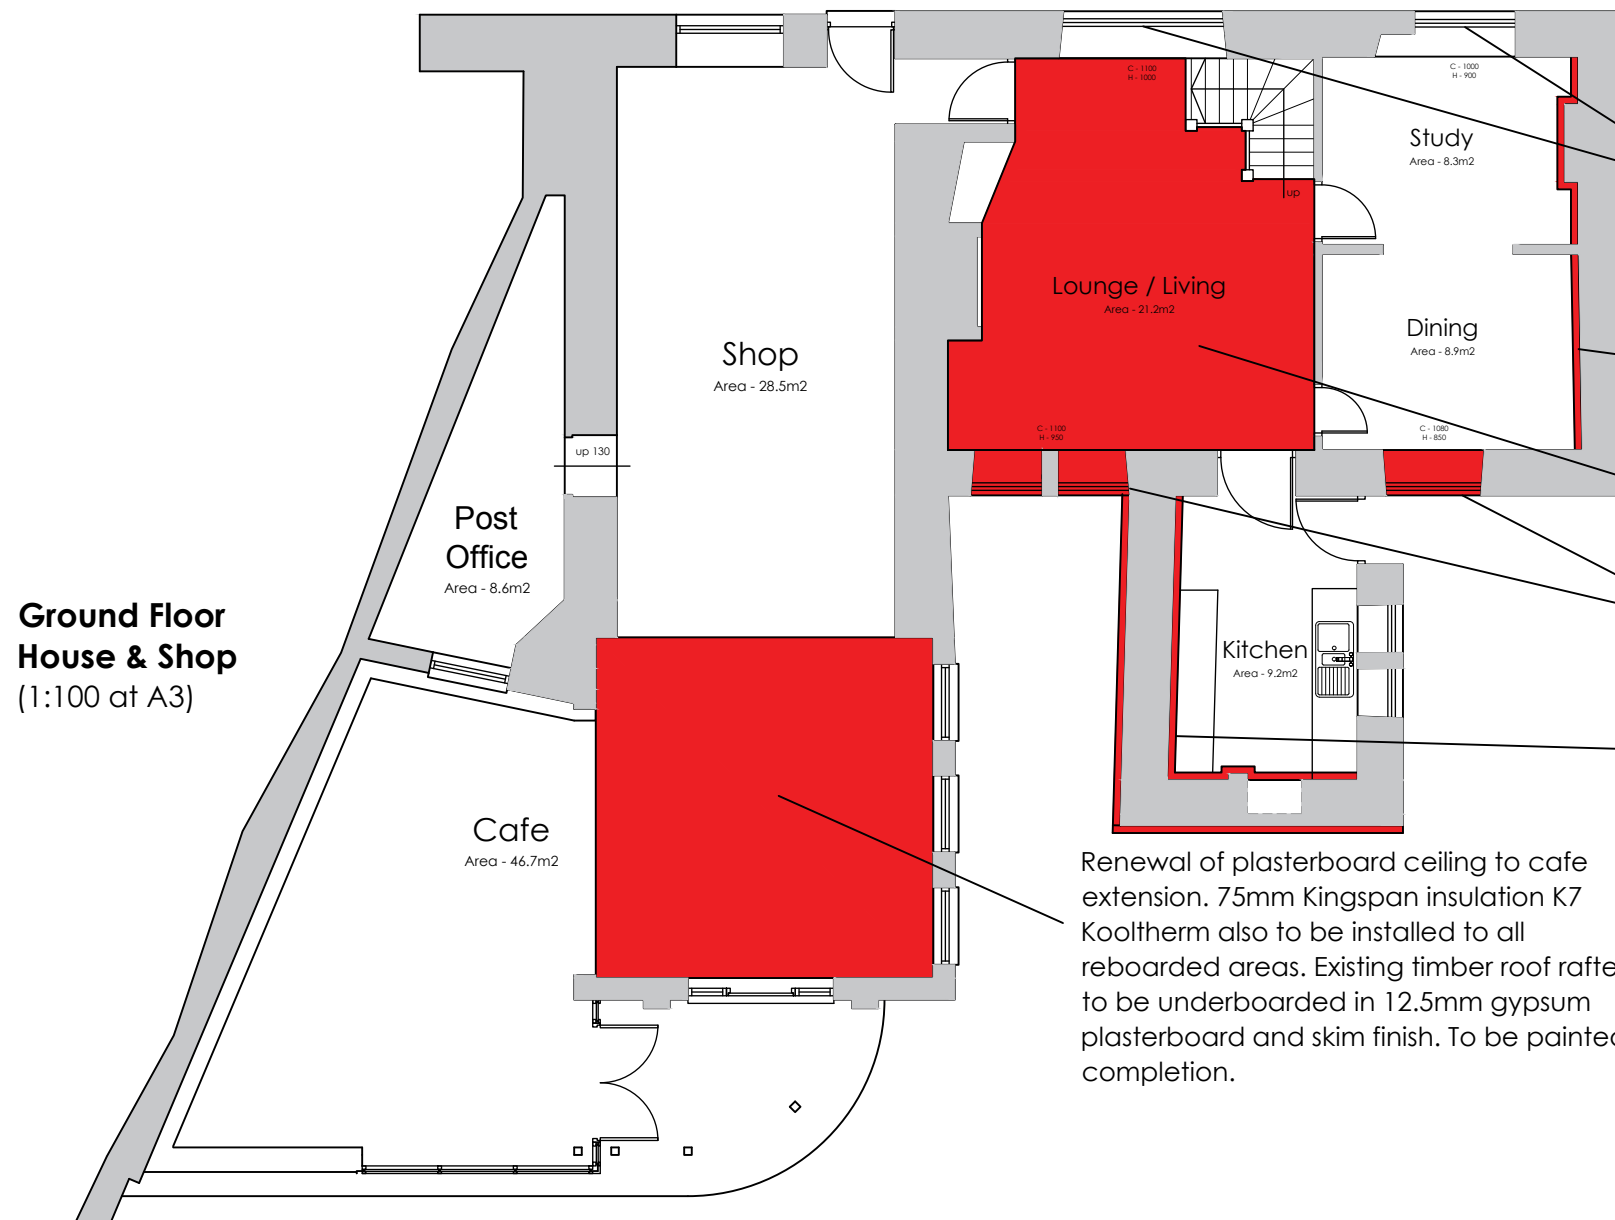 C - 1100
H - 1000
C - 1000
H - 900
Study
Area - 8.3m2
up
Lounge / Living
Area - 21.2m2
Dining
Area - 8.9m2
Shop
Area - 28.5m2
C - 1100
H - 950
C - 1080
H - 850
up 130
Post
Office
Area - 8.6m2
Ground Floor
House & Shop
(1:100 at A3)
Kitchen
Area - 9.2m2
Cafe
Area - 46.7m2
Renewal of plasterboard ceiling to cafe
extension. 75mm Kingspan insulation K7
Kooltherm also to be installed to all
reboarded areas. Existing timber roof rafte
to be underboarded in 12.5mm gypsum
plasterboard and skim finish. To be painted
completion.